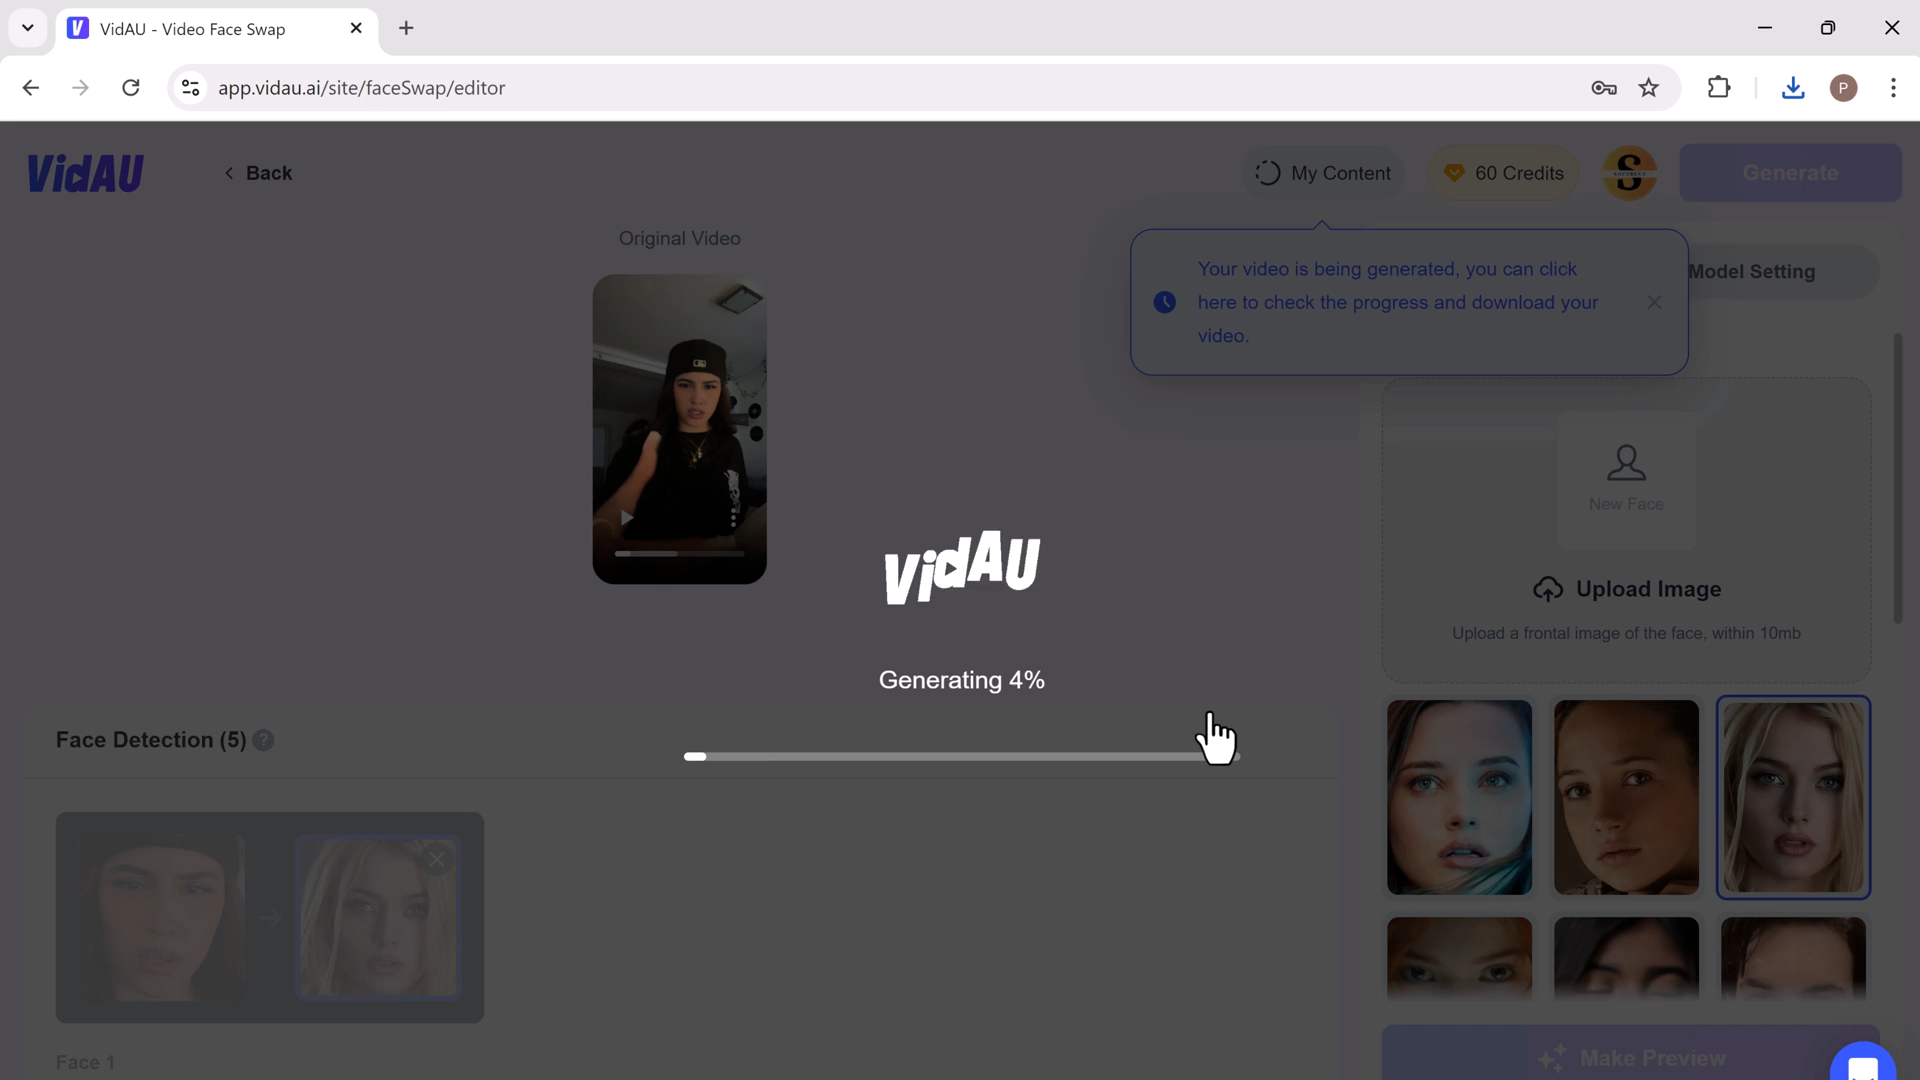 VidAU - Video Face Swap
app.vidau.ai/site/faceSwap/editor
P
VidAU
Back
My Content
60 Credits
S
Generate
Original Video
Your video is being generated, you can click
here to check the progress and download your
video.
Model Setting
New Face
Upload Image
Upload a frontal image of the face, within 10mb
VidAU
Generating 4%
Face Detection (5) ?
Face 1
Make Preview